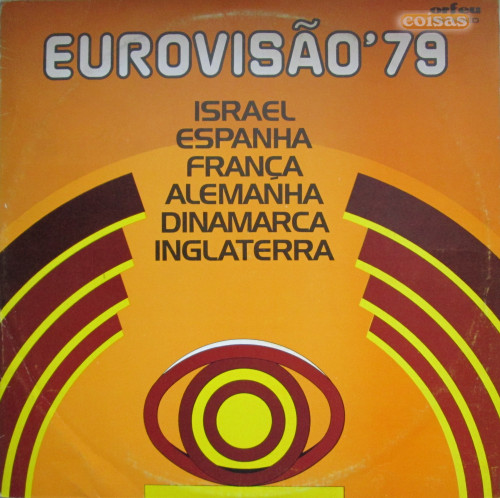 orfeu
coisas
EUROVISÃO'79
ISRAEL
ESPANHA
FRANÇA
ALEMANHA
DINAMARCA
INGLATERRA